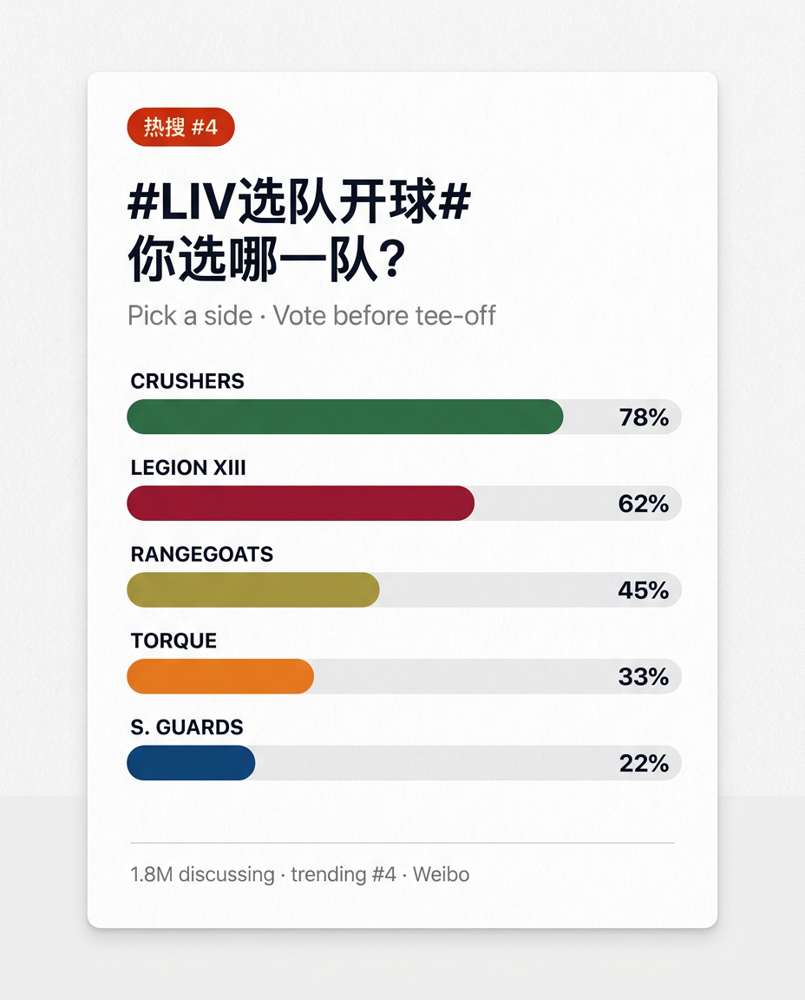 热搜 #4
#LIV选队开球#
你选哪一队?
Pick a side · Vote before tee-off
CRUSHERS
78%
LEGION XIII
62%
RANGEGOATS
45%
TORQUE
33%
S. GUARDS
22%
1.8M discussing · trending #4 · Weibo